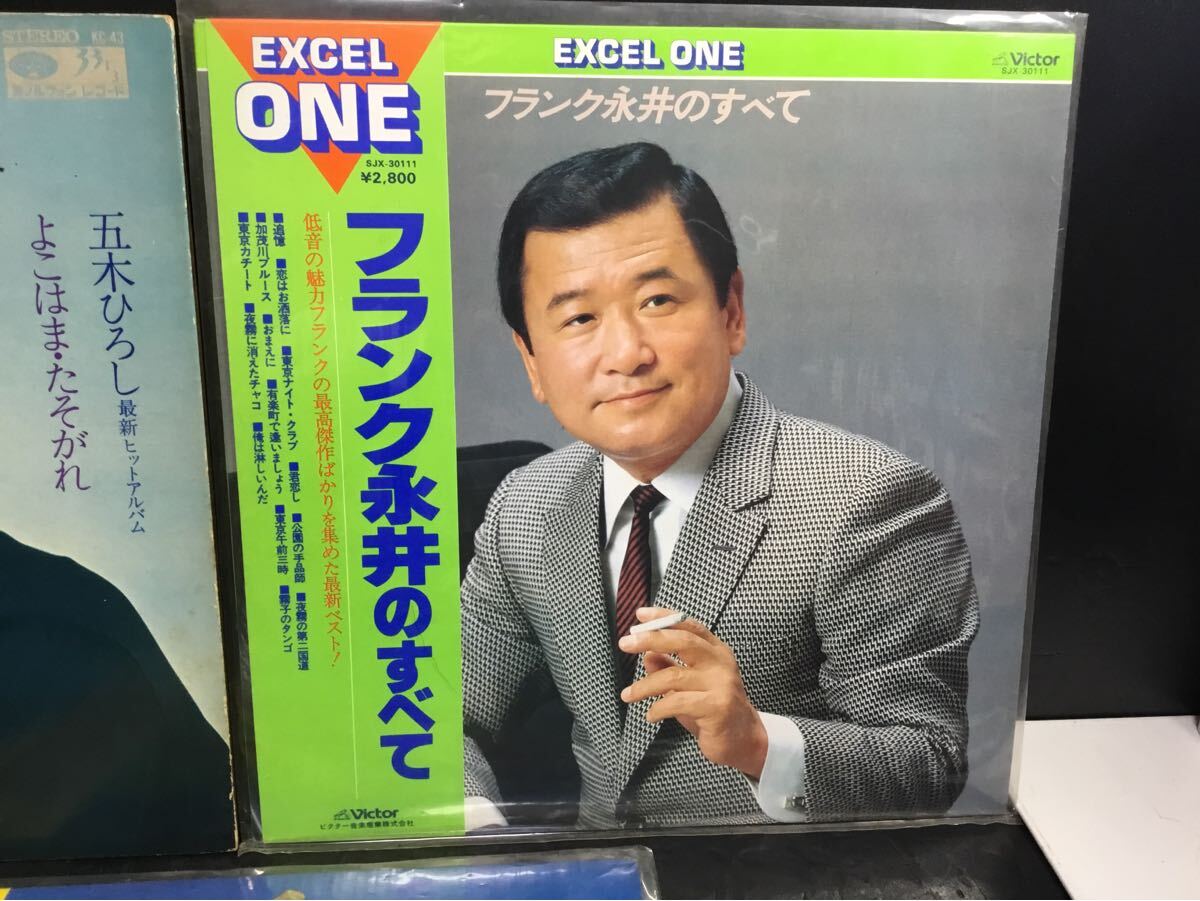 STEREO KC-43
33 1/3
五木ひろし
最新ヒットアルバム
よこはま・たそがれ
EXCEL
ONE
SJX-30111
¥2,800
フランク永井のすべて
低音の魅力フランクの最高傑作ばかりを集めた最新ベスト!
■追憶 ■恋はお洒落に ■東京ナイト・クラブ ■君恋し ■公園の手品師 ■夜霧の第二国道
■加茂川ブルース ■おまえに ■有楽町で逢いましょう ■東京午前三時 ■霧子のタンゴ
■東京カチート ■夜霧に消えたチャコ ■俺は淋しいんだ
Victor
ビクター音楽産業株式会社
EXCEL ONE
Victor
SJX-30111
フランク永井のすべて